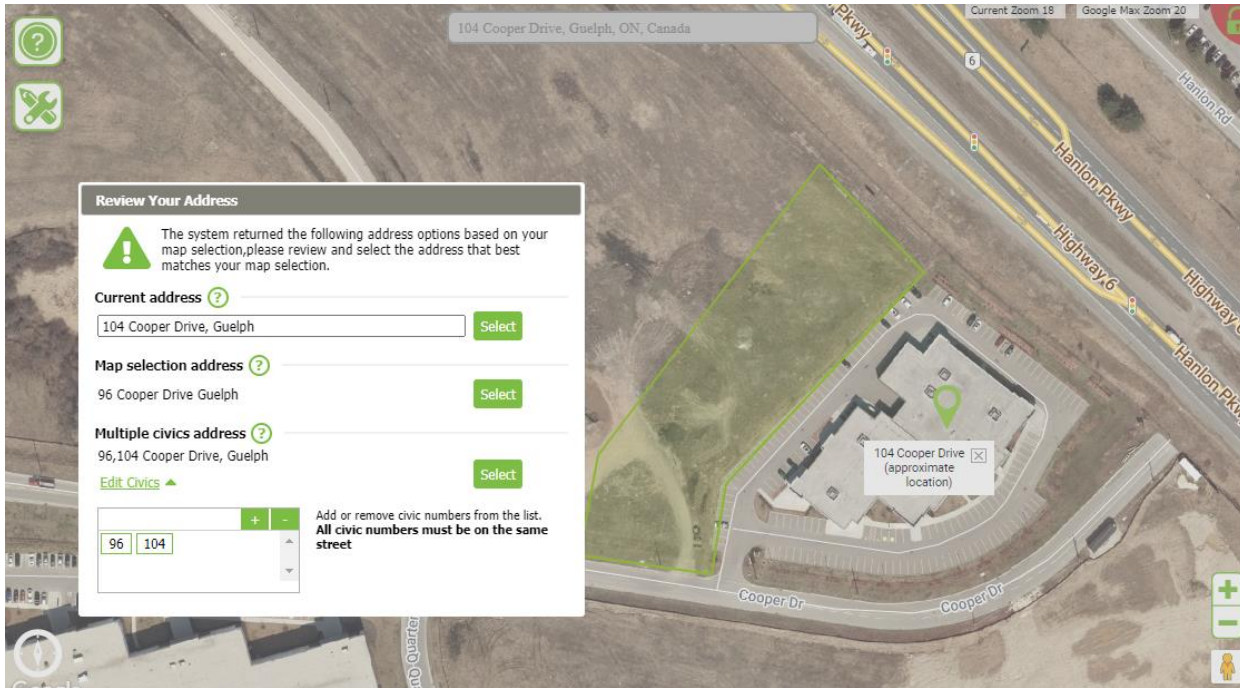 104 Cooper Drive, Guelph, ON, Canada
Current Zoom 18
Google Max Zoom 20
Pkwy
6
Hanlon Rd
Hanlon Pkwy
Highway 6
Highway
Hanlon
Review Your Address
The system returned the following address options based on your
map selection,please review and select the address that best
matches your map selection.
Current address ?
104 Cooper Drive, Guelph
Select
Map selection address ?
96 Cooper Drive Guelph
Select
Multiple civics address ?
96,104 Cooper Drive, Guelph
Select
Edit Civics
+ -
96 104
Add or remove civic numbers from the list.
All civic numbers must be on the same
street
104 Cooper Drive
(approximate
location)
Cooper Dr
Cooper Dr
+
−
Google